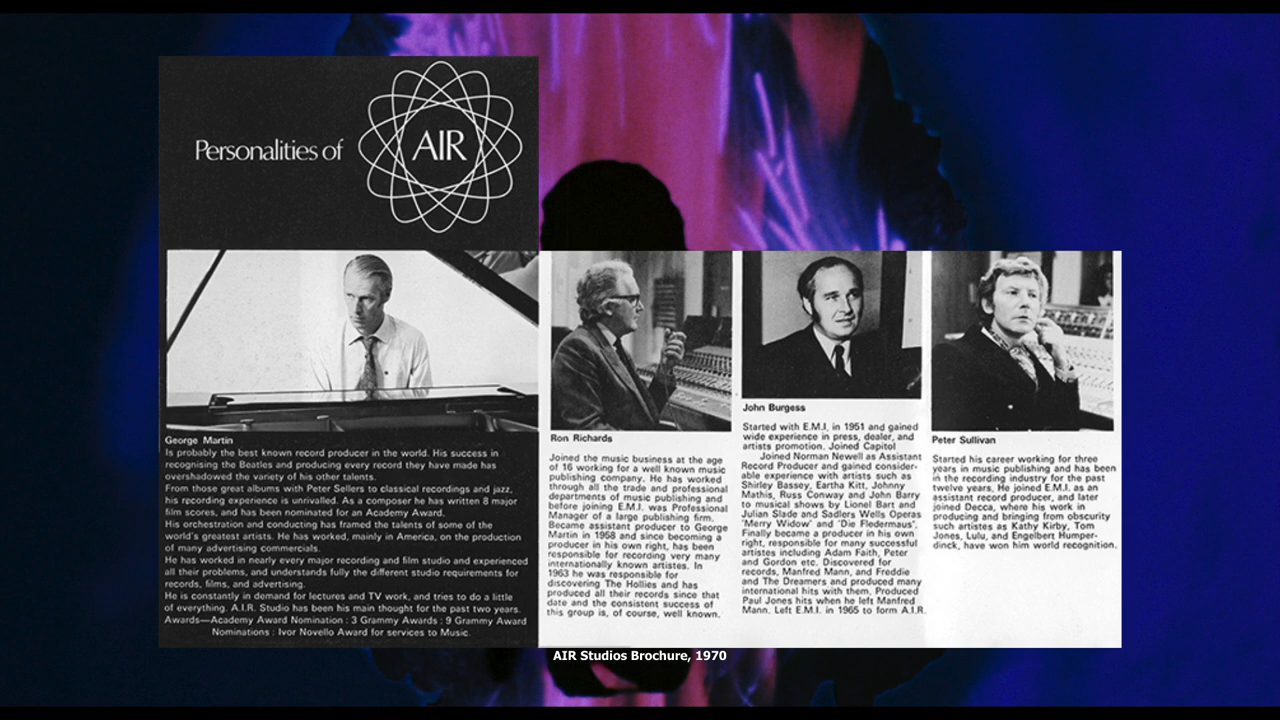 Personalities of AIR
George Martin
Is probably the best known record producer in the world. His success in
recognising the Beatles and producing every record they have made has
overshadowed the variety of his other talents.
From those great albums with Peter Sellers to classical recordings and jazz,
his recording experience is unrivalled. As a composer he has written 8 major
film scores, and has been nominated for an Academy Award.
His orchestration and conducting has framed the talents of some of the
world's greatest artists. He has worked, mainly in America, on the production
of many advertising commercials.
He has worked in nearly every major recording and film studio and experienced
all their problems, and understands fully the different studio requirements for
records, films, and advertising.
He is constantly in demand for lectures and TV work, and tries to do a little
of everything. A.I.R. Studio has been his main thought for the past two years.
Awards—Academy Award Nomination : 3 Grammy Awards : 9 Grammy Award
Nominations : Ivor Novello Award for services to Music.
Ron Richards
Joined the music business at the age
of 16 working for a well known music
publishing company. He has worked
through all the trade and professional
departments of music publishing and
before joining E.M.I. was Professional
Manager of a large publishing firm.
Became assistant producer to George
Martin in 1958 and since becoming a
producer in his own right, has been
responsible for recording very many
internationally known artistes. In
1963 he was responsible for
discovering The Hollies and has
produced all their records since that
date and the consistent success of
this group is, of course, well known.
John Burgess
Started with E.M.I. in 1951 and gained
wide experience in press, dealer, and
artists promotion. Joined Capitol
Joined Norman Newell as Assistant
Record Producer and gained consider-
able experience with artists such as
Shirley Bassey, Eartha Kitt, Johnny
Mathis, Russ Conway and John Barry
to musical shows by Lionel Bart and
Julian Slade and Sadlers Wells Operas
'Merry Widow' and 'Die Fledermaus'.
Finally became a producer in his own
right, responsible for many successful
artistes including Adam Faith, Peter
and Gordon etc. Discovered for
records, Manfred Mann, and Freddie
and The Dreamers and produced many
international hits with them. Produced
Paul Jones hits when he left Manfred
Mann. Left E.M.I. in 1965 to form A.I.R.
Peter Sullivan
Started his career working for three
years in music publishing and has been
in the recording industry for the past
twelve years. He joined E.M.I. as an
assistant record producer, and later
joined Decca, where his work in
producing and bringing from obscurity
such artistes as Kathy Kirby, Tom
Jones, Lulu, and Engelbert Humper-
dinck, have won him world recognition.
AIR Studios Brochure, 1970